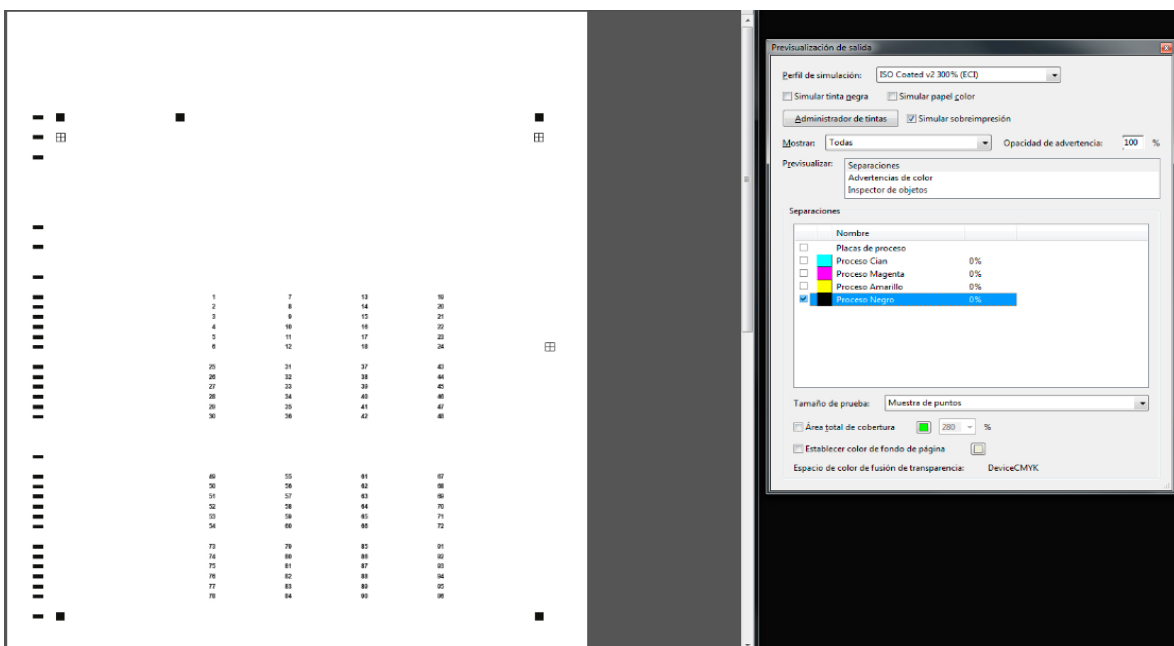 1 7 13 19
2 8 14 20
3 9 15 21
4 10 16 22
5 11 17 23
6 12 18 24
25 31 37 43
26 32 38 44
27 33 39 45
28 34 40 46
29 35 41 47
30 36 42 48
49 55 61 67
50 56 62 68
51 57 63 69
52 58 64 70
53 59 65 71
54 60 66 72
73 79 85 91
74 80 86 92
75 81 87 93
76 82 88 94
77 83 89 95
78 84 90 96
Previsualización de salida
Perfil de simulación: ISO Coated v2 300% (ECI)
Simular tinta negra Simular papel color
Administrador de tintas Simular sobreimpresión
Mostrar: Todas Opacidad de advertencia: 100 %
Previsualizar: Separaciones
Advertencias de color
Inspector de objetos
Separaciones
Nombre
Placas de proceso
Proceso Cian 0%
Proceso Magenta 0%
Proceso Amarillo 0%
Proceso Negro 0%
Tamaño de prueba: Muestra de puntos
Área total de cobertura 280 %
Establecer color de fondo de página
Espacio de color de fusión de transparencia: DeviceCMYK